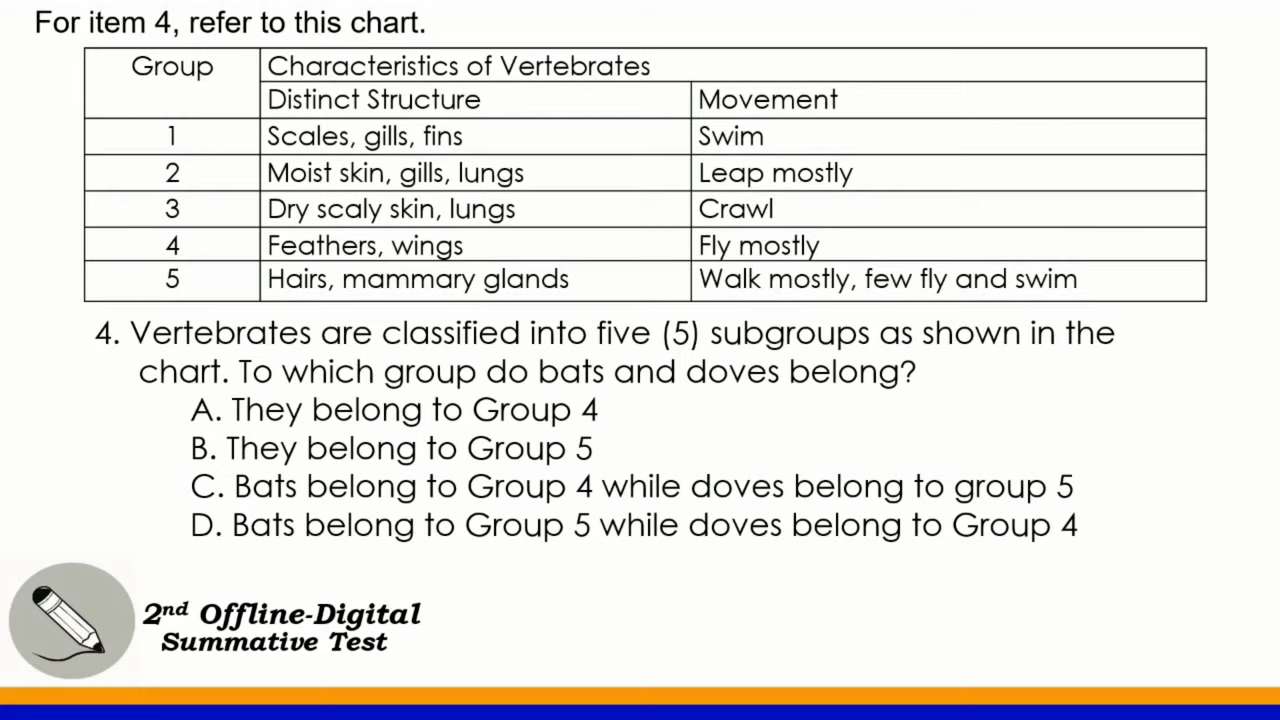 For item 4, refer to this chart.
Group Characteristics of Vertebrates
Distinct Structure Movement
1 Scales, gills, fins Swim
2 Moist skin, gills, lungs Leap mostly
3 Dry scaly skin, lungs Crawl
4 Feathers, wings Fly mostly
5 Hairs, mammary glands Walk mostly, few fly and swim
4. Vertebrates are classified into five (5) subgroups as shown in the
chart. To which group do bats and doves belong?
A. They belong to Group 4
B. They belong to Group 5
C. Bats belong to Group 4 while doves belong to group 5
D. Bats belong to Group 5 while doves belong to Group 4
2nd Offline-Digital
Summative Test